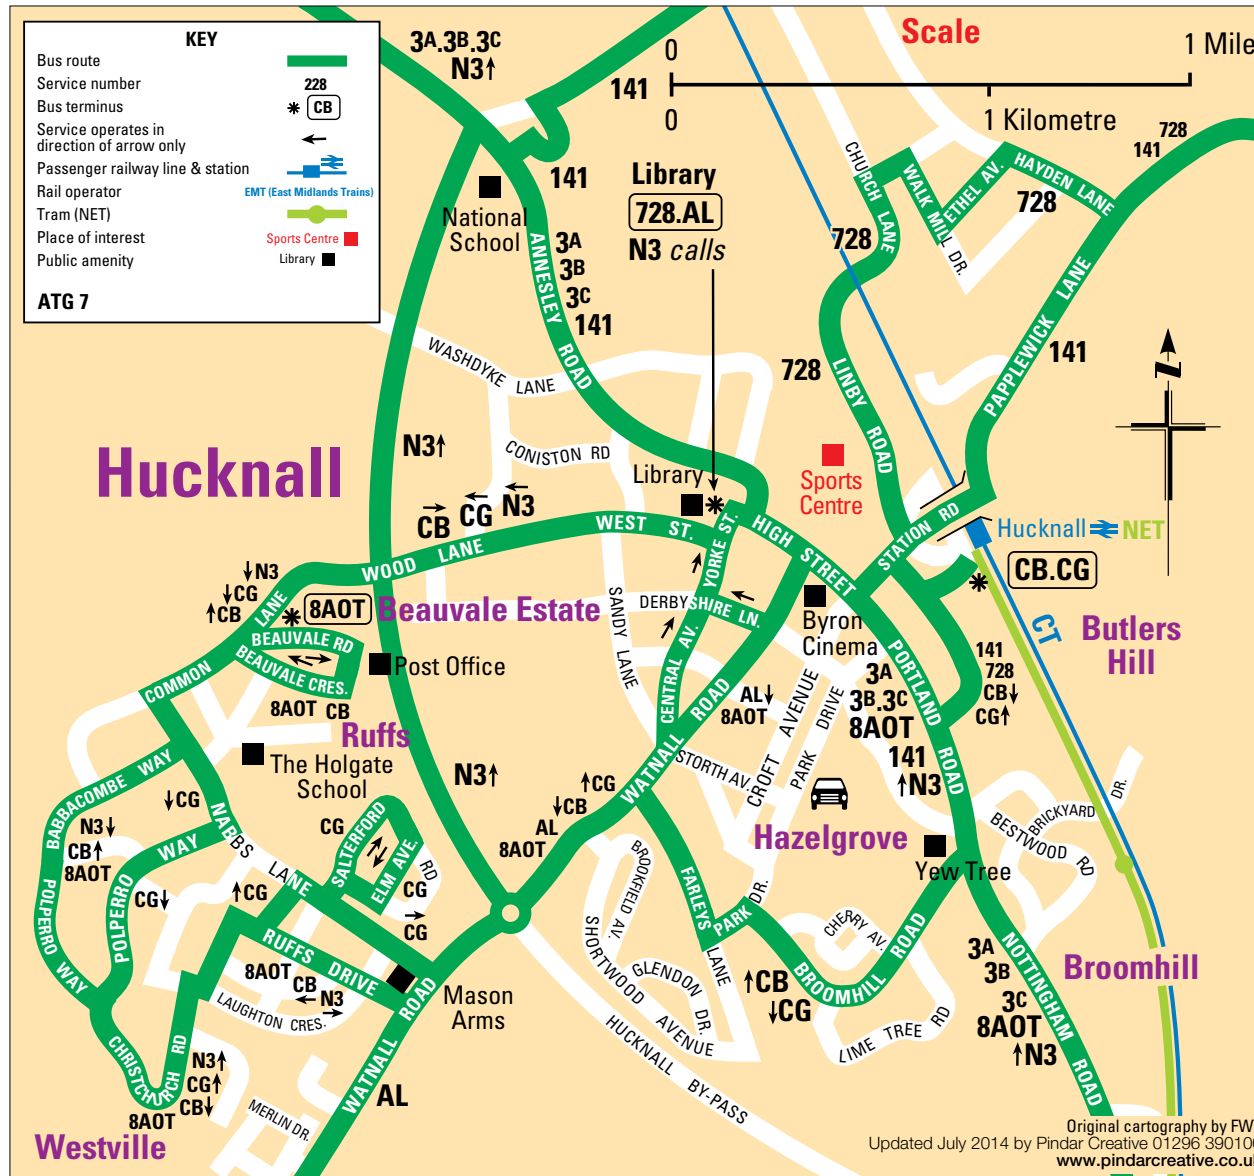 KEY
Bus route
Service number
228
Bus terminus
CB
Service operates in
direction of arrow only
Passenger railway line & station
Rail operator
EMT (East Midlands Trains)
Tram (NET)
Place of interest
Sports Centre
Public amenity
Library
ATG 7
3A.3B.3C
N3
Scale
0
1 Mile
141
0
1 Kilometre
728
141
CHURCH LANE
WALK MILL DR.
ETHEL AV.
HAYDEN LANE
728
141
Library
728.AL
N3 calls
National
School
728
3A
3B
3C
141
ANNESLEY ROAD
PAPPLEWICK LANE
141
WASHDYKE LANE
728
LINBY ROAD
Hucknall
N3
CONISTON RD
Library
Sports
Centre
CB
CG
N3
WEST ST.
YORKE ST.
HIGH STREET
STATION RD
Hucknall
NET
CB.CG
WOOD LANE
N3
CG
CB
COMMON LANE
8AOT
Beauvale Estate
SANDY LANE
DERBYSHIRE LN.
Byron
Cinema
CT
Butlers
Hill
BEAUVALE RD
BEAUVALE CRES.
Post Office
8AOT
CB
CENTRAL AV.
WATNALL ROAD
AL
8AOT
PORTLAND ROAD
3A
3B.3C
8AOT
141
N3
141
728
CB
CG
Ruffs
The Holgate
School
STORTH AV.
CROFT AVENUE
PARK DRIVE
N3
CG
CB
AL
8AOT
BABBACOMBE WAY
CG
NABBS LANE
SALTERFORD RD
ELM AVE.
CG
CG
CG
N3
CB
8AOT
POLPERRO WAY
POLPERRO WAY
CG
CG
Hazelgrove
BESTWOOD RD
BRICKYARD DR.
Yew Tree
BROOKFIELD AV.
SHORTWOOD AVENUE
GLENDON DR.
FARLEYS LANE
PARK DR.
CHERRY AV.
BROOMHILL ROAD
RUFFS DRIVE
8AOT
CB
N3
LAUGHTON CRES.
Mason
Arms
CB
CG
LIME TREE RD
3A
3B
3C
8AOT
N3
NOTTINGHAM ROAD
Broomhill
HUCKNALL BY-PASS
CHRISTCHURCH RD
N3
CG
CB
8AOT
MERLIN DR.
WATNALL ROAD
AL
Westville
Original cartography by FW
Updated July 2014 by Pindar Creative 01296 390100
www.pindarcreative.co.u